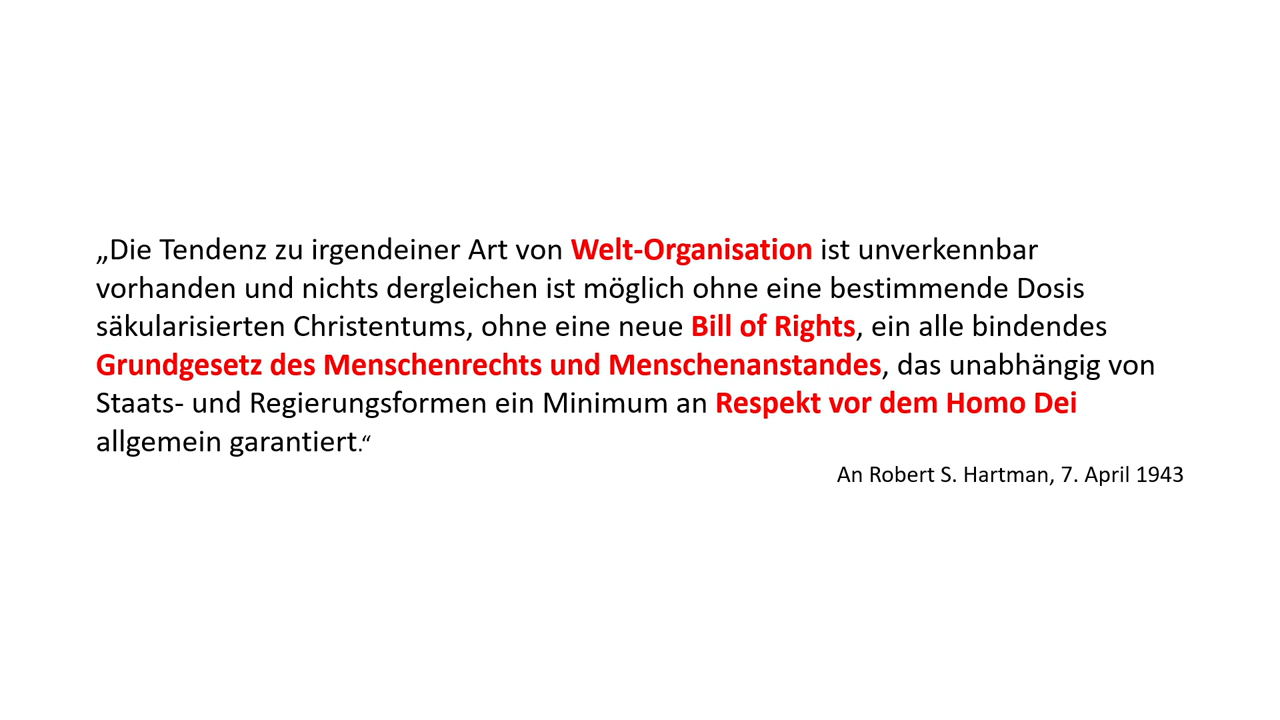 „Die Tendenz zu irgendeiner Art von Welt-Organisation ist unverkennbar
vorhanden und nichts dergleichen ist möglich ohne eine bestimmende Dosis
säkularisierten Christentums, ohne eine neue Bill of Rights, ein alle bindendes
Grundgesetz des Menschenrechts und Menschenanstandes, das unabhängig von
Staats- und Regierungsformen ein Minimum an Respekt vor dem Homo Dei
allgemein garantiert.“
An Robert S. Hartman, 7. April 1943